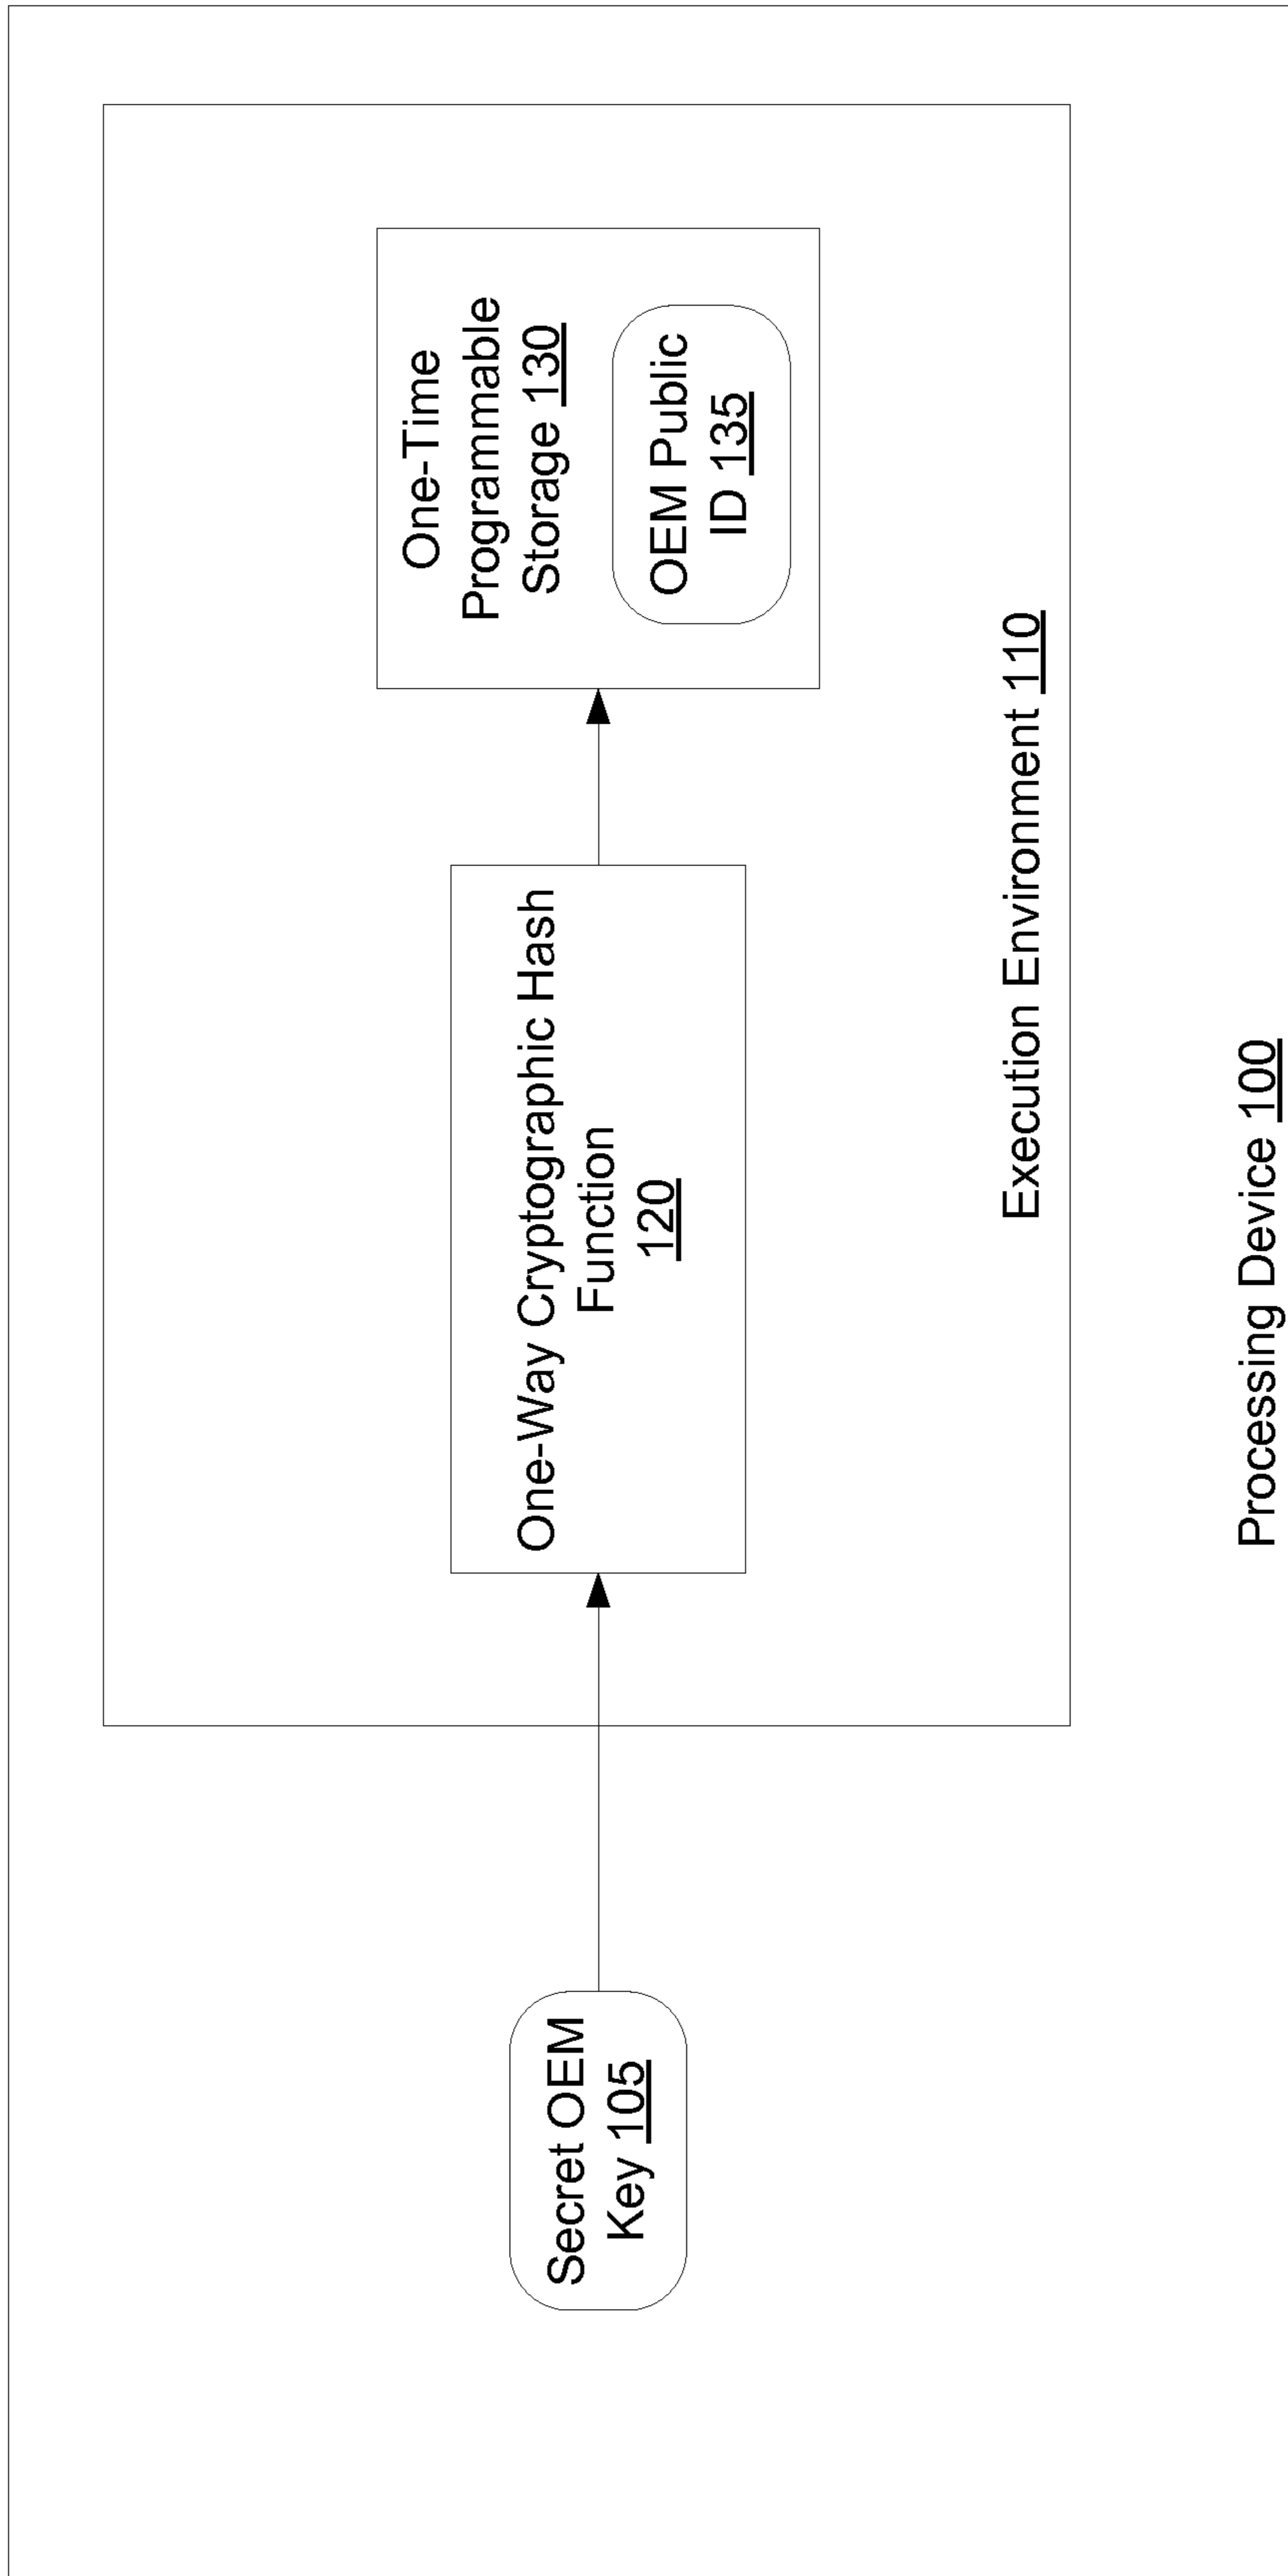 Secret OEM
Key 105
One-Way Cryptographic Hash
Function
120
One-Time
Programmable
Storage 130
OEM Public
ID 135
Execution Environment 110
Processing Device 100